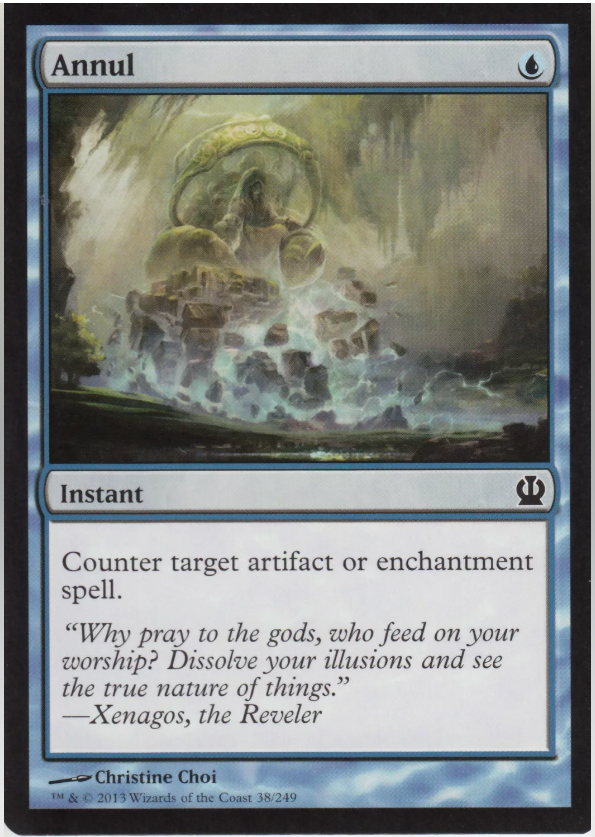 Annul
Instant
Counter target artifact or enchantment
spell.
“Why pray to the gods, who feed on your
worship? Dissolve your illusions and see
the true nature of things.”
—Xenagos, the Reveler
Christine Choi
™ & © 2013 Wizards of the Coast 38/249